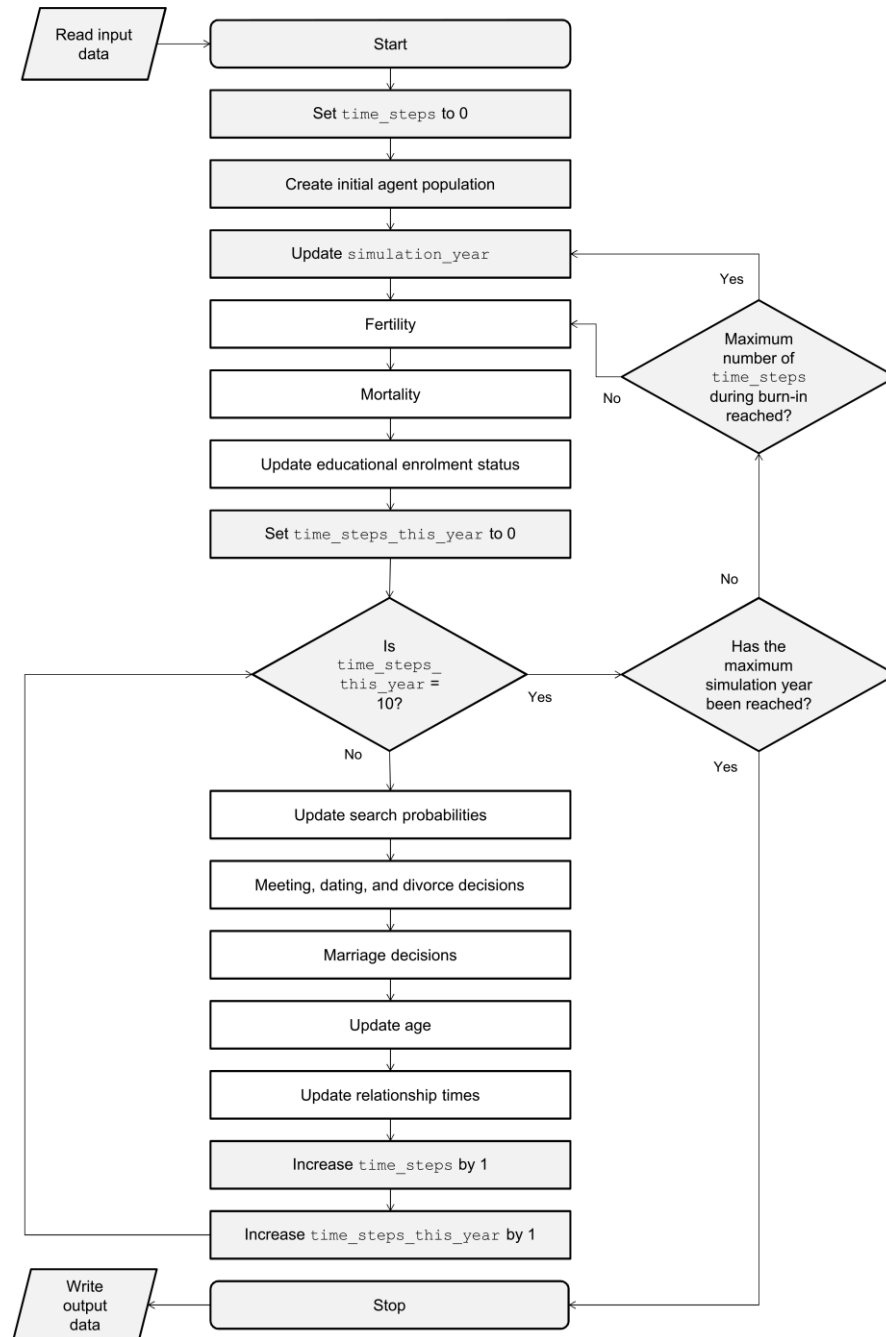 Read input
data
Start
Set time_steps to 0
Create initial agent population
Update simulation_year
Yes
Fertility
Maximum
number of
time_steps
during burn-in
reached?
No
Mortality
Update educational enrolment status
Set time_steps_this_year to 0
No
Is
time_steps_
this_year =
10?
Yes
Has the
maximum
simulation year
been reached?
No
Yes
Update search probabilities
Meeting, dating, and divorce decisions
Marriage decisions
Update age
Update relationship times
Increase time_steps by 1
Increase time_steps_this_year by 1
Write
output
data
Stop